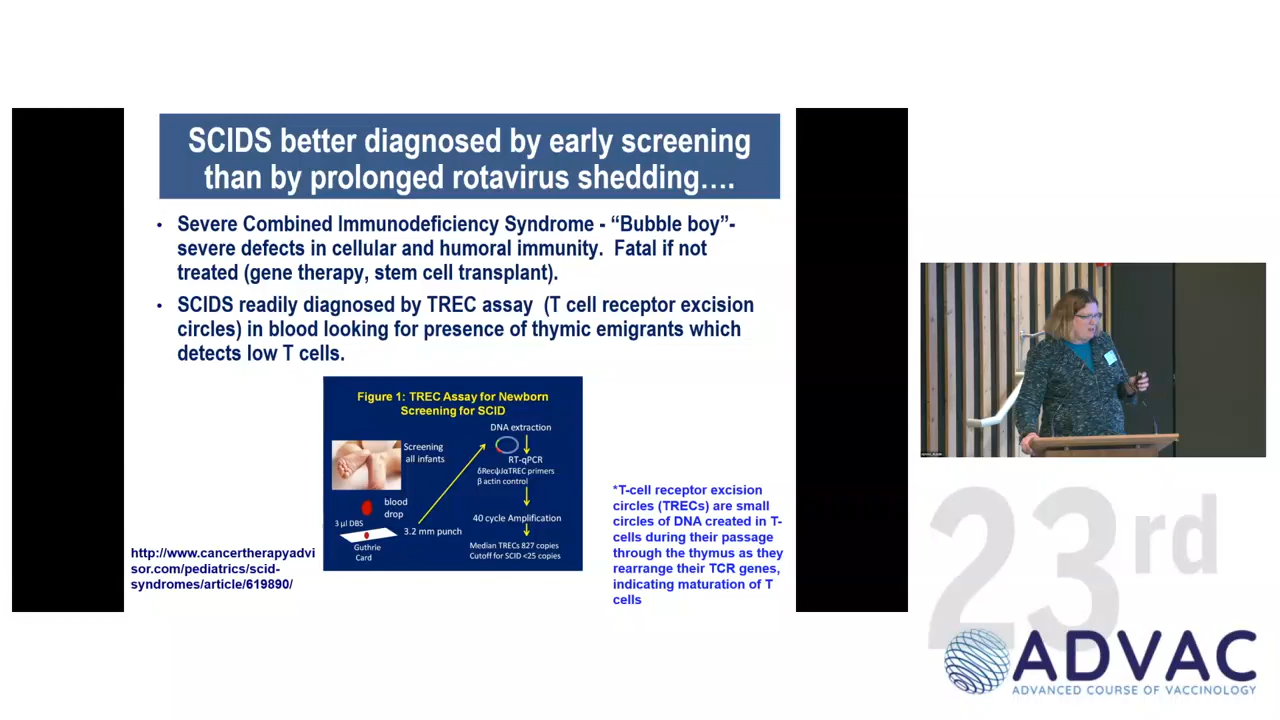 SCIDS better diagnosed by early screening
than by prolonged rotavirus shedding….
• Severe Combined Immunodeficiency Syndrome - “Bubble boy”-
severe defects in cellular and humoral immunity. Fatal if not
treated (gene therapy, stem cell transplant).
• SCIDS readily diagnosed by TREC assay (T cell receptor excision
circles) in blood looking for presence of thymic emigrants which
detects low T cells.
Figure 1: TREC Assay for Newborn
Screening for SCID
Screening
all infants
blood
drop
3 µl DBS
Guthrie
Card
3.2 mm punch
DNA extraction
RT-qPCR
δRecψJαTREC primers
β actin control
40 cycle Amplification
Median TRECs 827 copies
Cutoff for SCID <25 copies
http://www.cancertherapyadvi
sor.com/pediatrics/scid-
syndromes/article/619890/
*T-cell receptor excision
circles (TRECs) are small
circles of DNA created in T-
cells during their passage
through the thymus as they
rearrange their TCR genes,
indicating maturation of T
cells
23rd
ADVAC
ADVANCED COURSE OF VACCINOLOGY